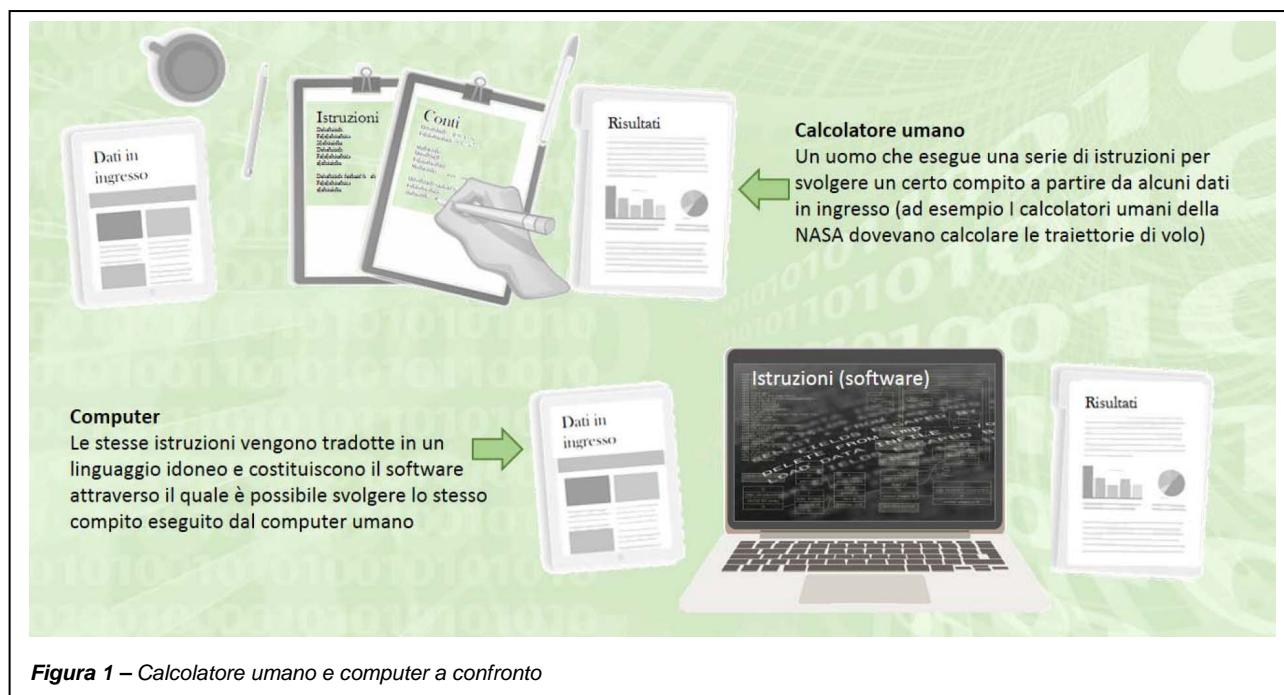 Dati in
ingresso
Istruzioni
Conti
Risultati
Calcolatore umano
Un uomo che esegue una serie di istruzioni per
svolgere un certo compito a partire da alcuni dati
in ingresso (ad esempio I calcolatori umani della
NASA dovevano calcolare le traiettorie di volo)
Computer
Le stesse istruzioni vengono tradotte in un
linguaggio idoneo e costituiscono il software
attraverso il quale è possibile svolgere lo stesso
compito eseguito dal computer umano
Dati in
ingresso
Istruzioni (software)
Risultati
Figura 1 – Calcolatore umano e computer a confronto